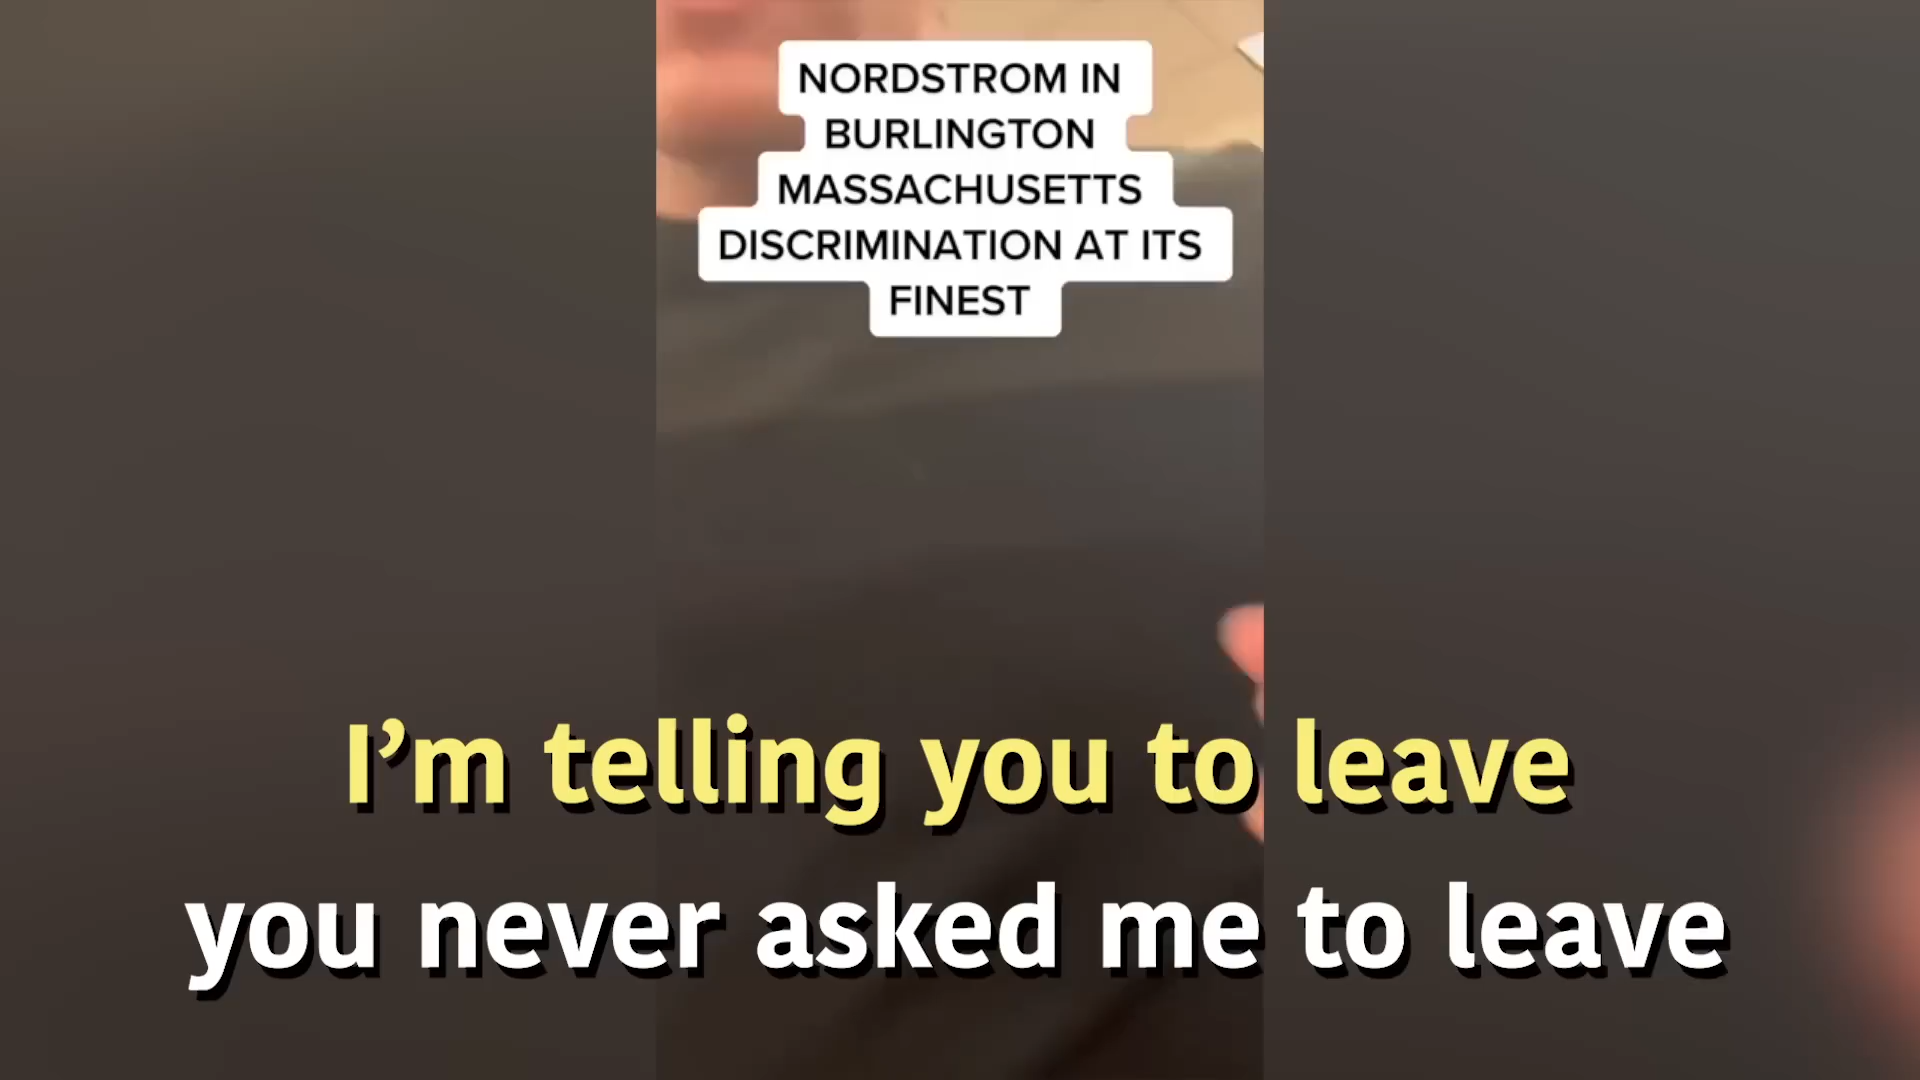 NORDSTROM IN
BURLINGTON
MASSACHUSETTS
DISCRIMINATION AT ITS
FINEST
I’m telling you to leave
you never asked me to leave